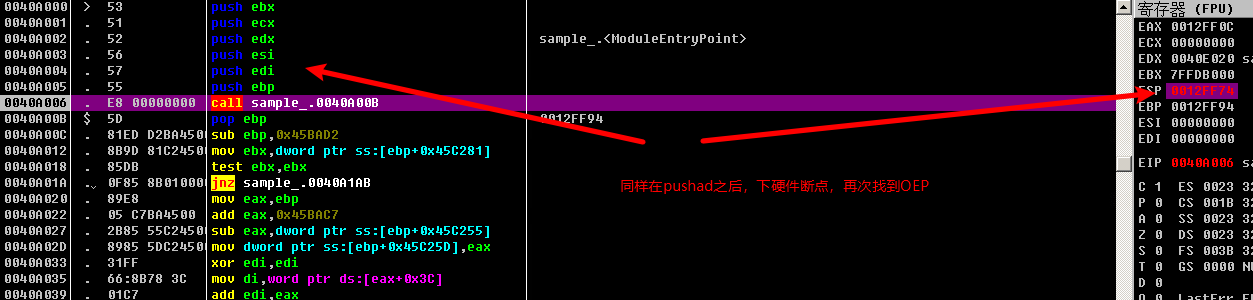 0040A000 > 53 push ebx
0040A001 . 51 push ecx
0040A002 . 52 push edx sample_.<ModuleEntryPoint>
0040A003 . 56 push esi
0040A004 . 57 push edi
0040A005 . 55 push ebp
0040A006 . E8 00000000 call sample_.0040A00B
0040A00B $ 5D pop ebp 0012FF94
0040A00C . 81ED D2BA4500 sub ebp,0x45BAD2
0040A012 . 8B9D 81C24500 mov ebx,dword ptr ss:[ebp+0x45C281]
0040A018 . 85DB test ebx,ebx
0040A01A .⌄ 0F85 8B010000 jnz sample_.0040A1AB
0040A020 . 89E8 mov eax,ebp
0040A022 . 05 C7BA4500 add eax,0x45BAC7
0040A027 . 2B85 55C24500 sub eax,dword ptr ss:[ebp+0x45C255]
0040A02D . 8985 5DC24500 mov dword ptr ss:[ebp+0x45C25D],eax
0040A033 . 31FF xor edi,edi
0040A035 . 66:8B78 3C mov di,word ptr ds:[eax+0x3C]
0040A039 . 01C7 add edi,eax
同样在pushad之后，下硬件断点，再次找到OEP
寄存器 (FPU)
EAX 0012FF0C
ECX 00000000
EDX 0040E020 sa
EBX 7FFDB000
ESP 0012FF74
EBP 0012FF94
ESI 00000000
EDI 00000000
EIP 0040A006 sa
C 1 ES 0023 32
P 0 CS 001B 32
A 0 SS 0023 32
Z 0 DS 0023 32
S 0 FS 003B 32
T 0 GS 0000 NU
D 0
O 0 LastErr E